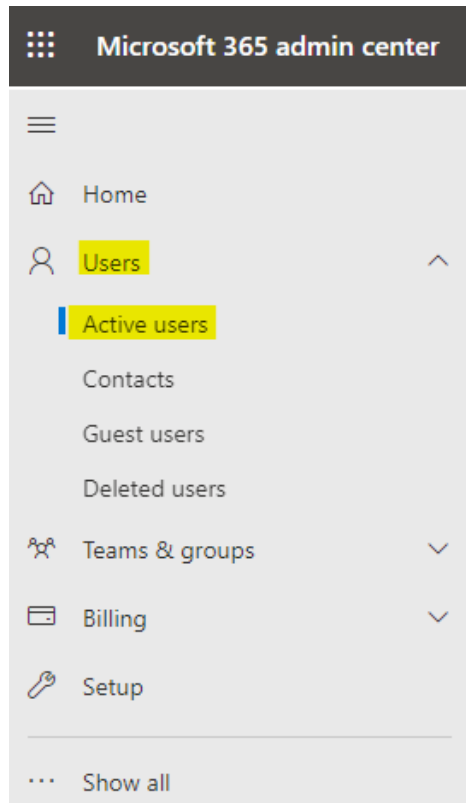 Microsoft 365 admin center
Home
Users
Active users
Contacts
Guest users
Deleted users
Teams & groups
Billing
Setup
Show all